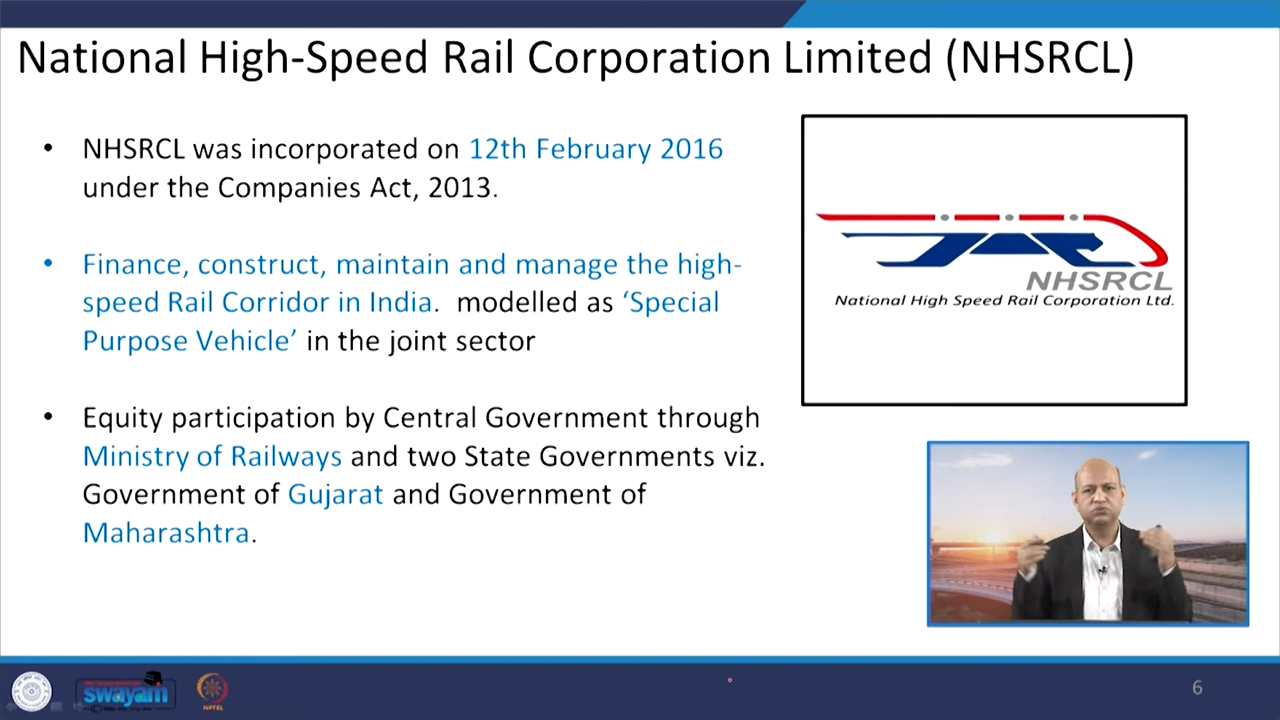 National High-Speed Rail Corporation Limited (NHSRCL)
• NHSRCL was incorporated on 12th February 2016
under the Companies Act, 2013.
• Finance, construct, maintain and manage the high-
speed Rail Corridor in India. modelled as ‘Special
Purpose Vehicle’ in the joint sector
• Equity participation by Central Government through
Ministry of Railways and two State Governments viz.
Government of Gujarat and Government of
Maharashtra.
NHSRCL
National High Speed Rail Corporation Ltd.
swayam
NPTEL
6